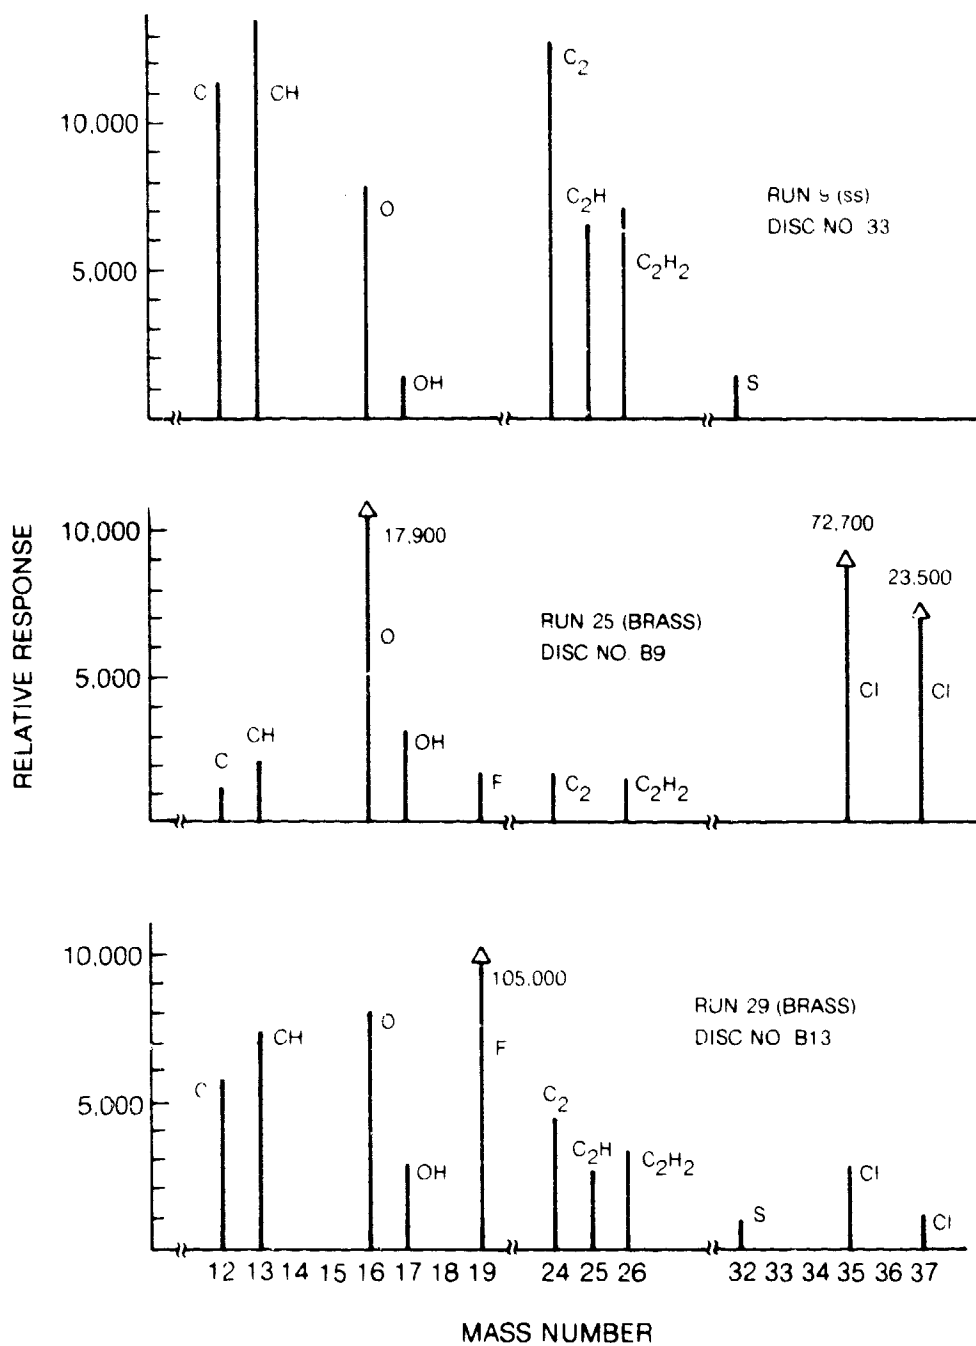 C
CH
10,000
5,000
O
OH
C2
C2H
C2H2
S
RUN 9 (SS)
DISC NO. 33
RELATIVE RESPONSE
10,000
5,000
C
CH
17,900
O
OH
F
C2
C2H2
RUN 25 (BRASS)
DISC NO. B9
72,700
23,500
Cl
Cl
10,000
5,000
C
CH
O
OH
105,000
F
C2
C2H
C2H2
RUN 29 (BRASS)
DISC NO B13
S
Cl
Cl
12 13 14 15 16 17 18 19 24 25 26 32 33 34 35 36 37
MASS NUMBER